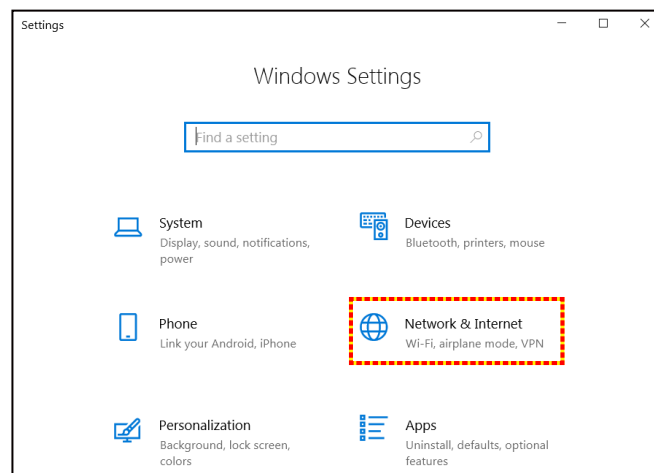 Settings
Windows Settings
Find a setting
System
Display, sound, notifications,
power
Devices
Bluetooth, printers, mouse
Phone
Link your Android, iPhone
Network & Internet
Wi-Fi, airplane mode, VPN
Personalization
Background, lock screen,
colors
Apps
Uninstall, defaults, optional
features